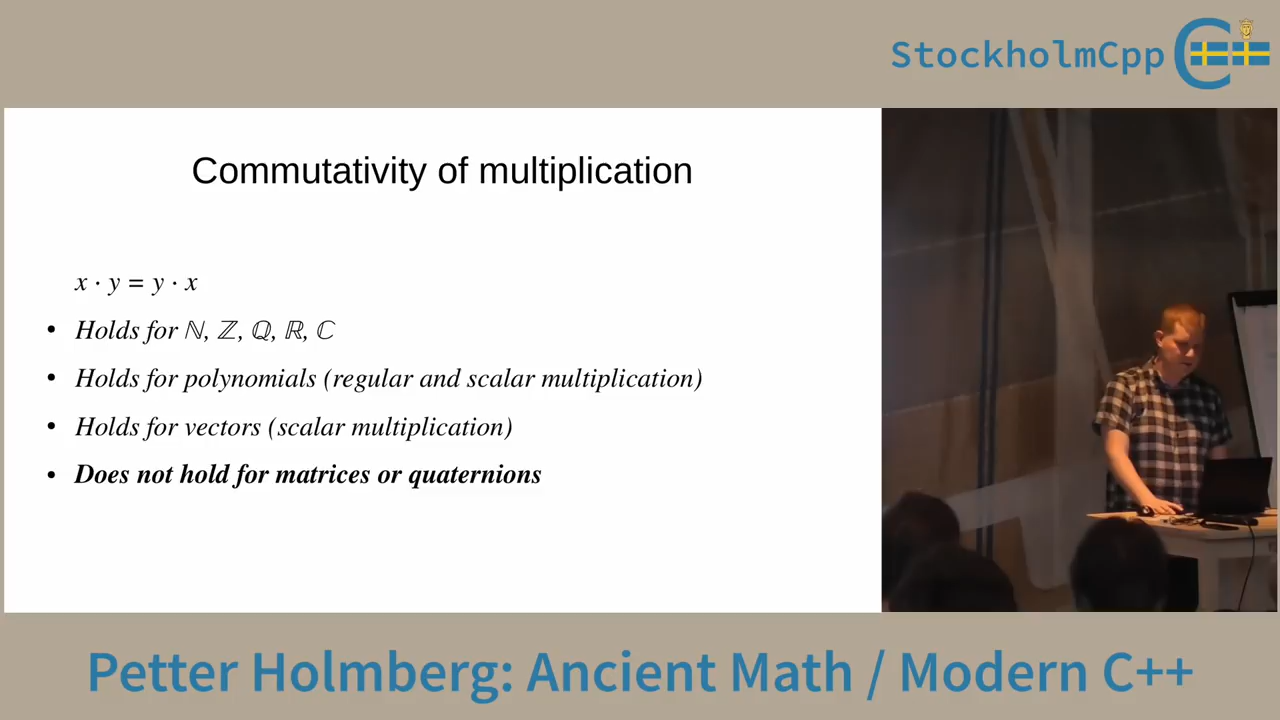 StockholmCpp
Commutativity of multiplication
x · y = y · x
• Holds for ℕ, ℤ, ℚ, ℝ, ℂ
• Holds for polynomials (regular and scalar multiplication)
• Holds for vectors (scalar multiplication)
• Does not hold for matrices or quaternions
Petter Holmberg: Ancient Math / Modern C++